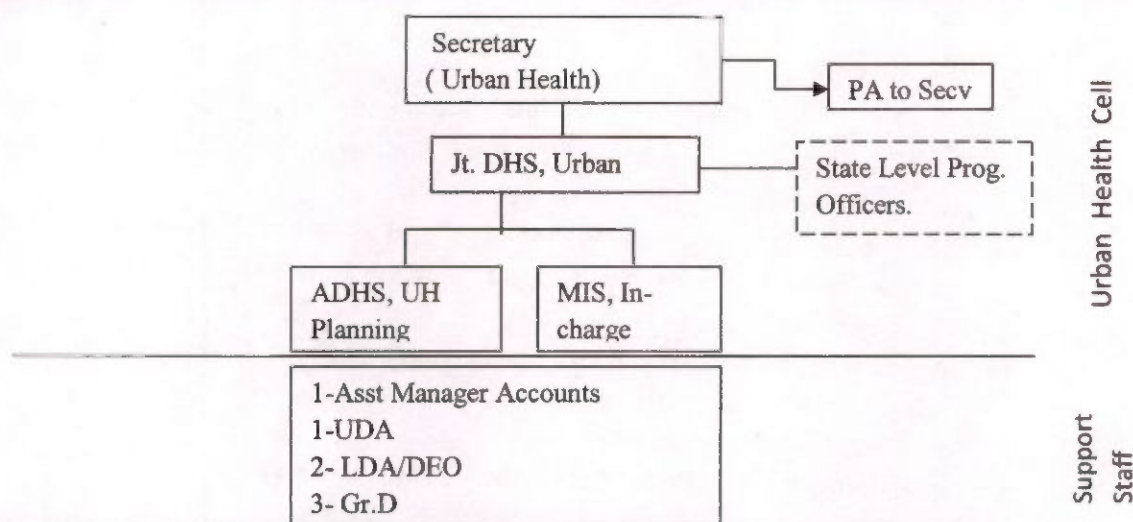 Secretary
( Urban Health)
PA to Secv
Jt. DHS, Urban
State Level Prog.
Officers.
ADHS, UH
Planning
MIS, In-
charge
Urban Health Cell
1-Asst Manager Accounts
1-UDA
2- LDA/DEO
3- Gr.D
Support
Staff